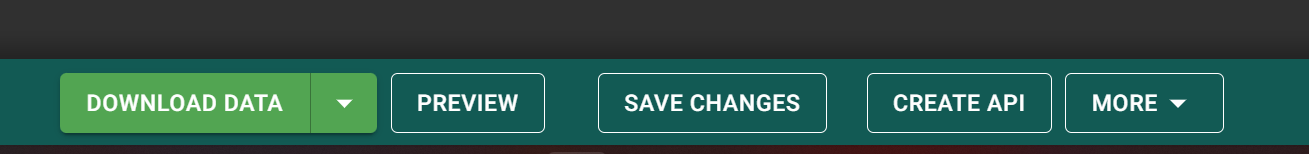 DOWNLOAD DATA PREVIEW SAVE CHANGES CREATE API MORE